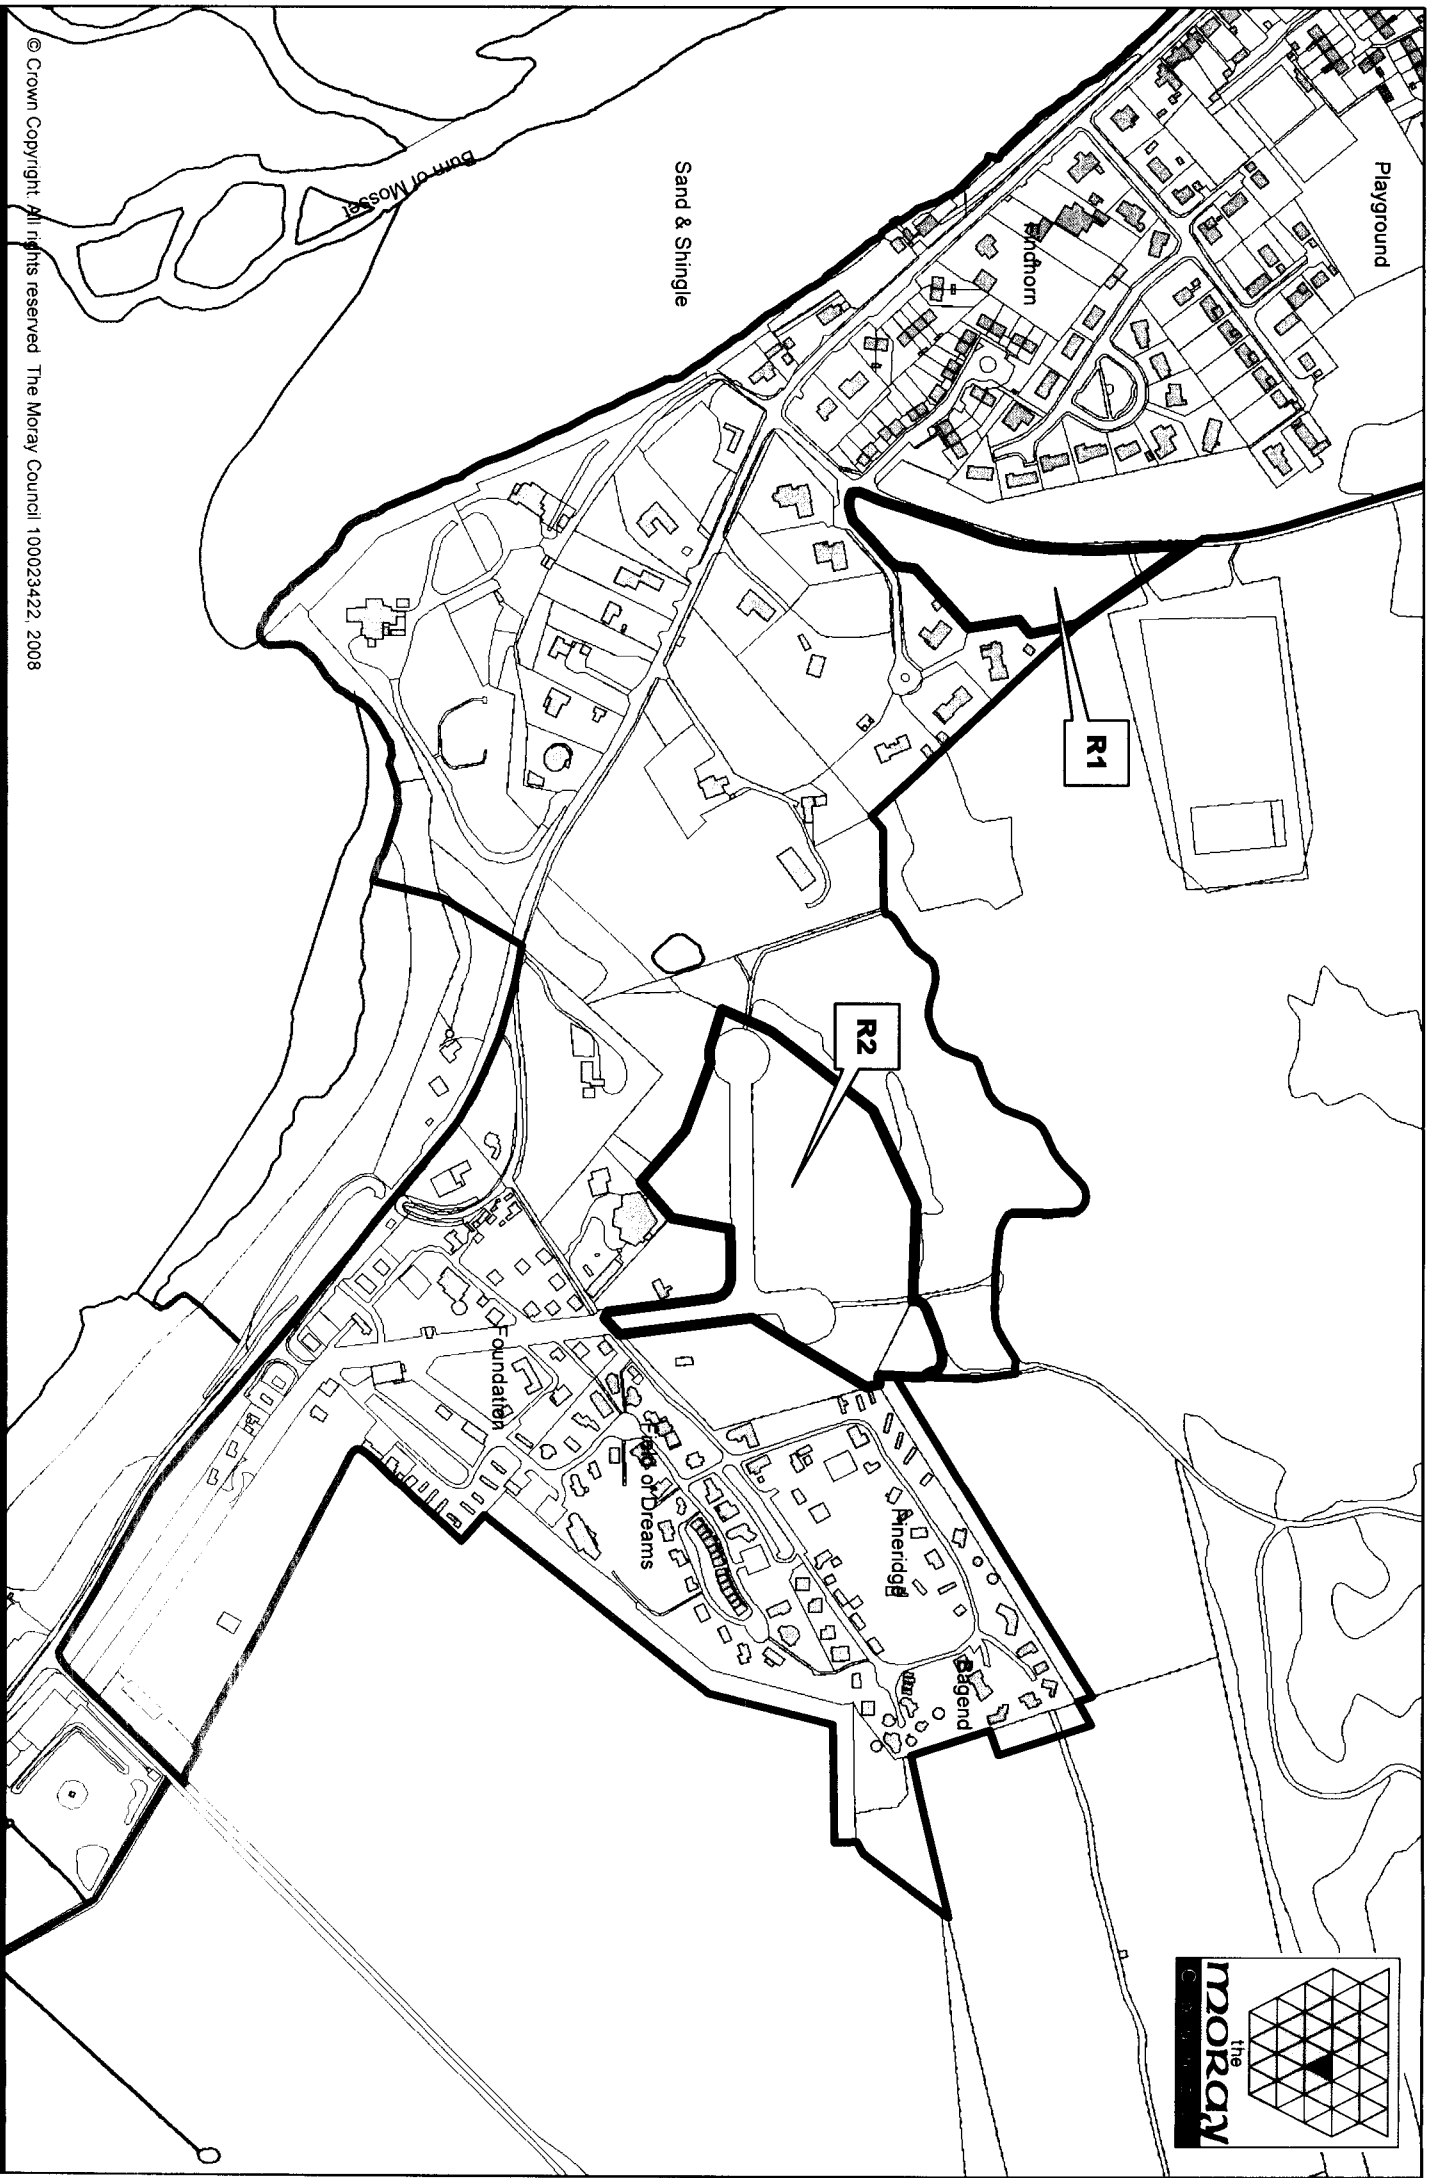 Playground
Findhorn
Sand & Shingle
Burn of Mosset
R1
R2
Foundation
Field of Dreams
Pineridge
Bagend
the
MORAY
© Crown Copyright. All rights reserved The Moray Council 100023422, 2008